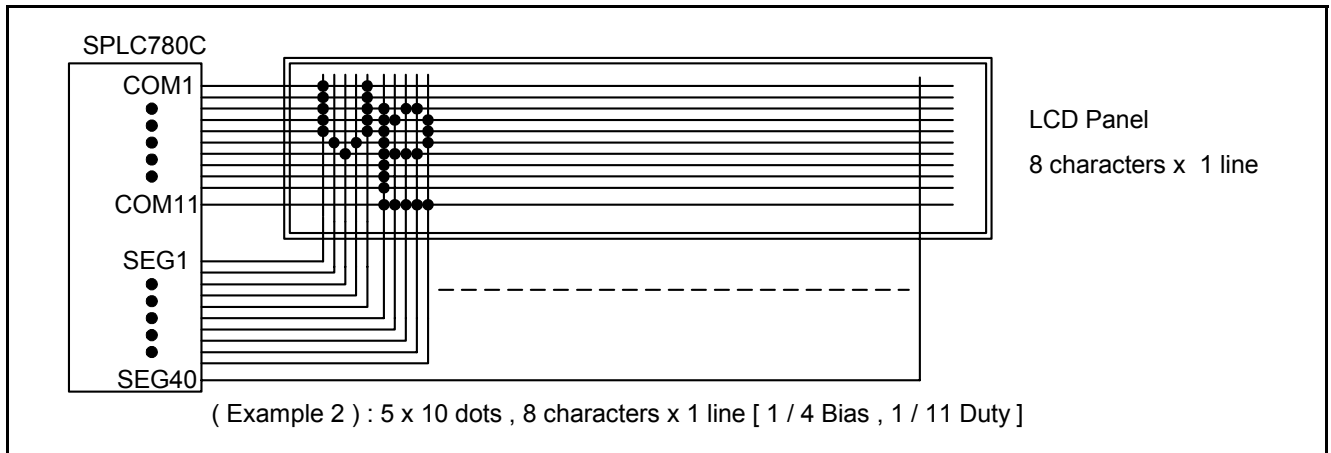 SPLC780C
COM1
COM11
SEG1
SEG40
LCD Panel
8 characters x 1 line
( Example 2 ) : 5 x 10 dots , 8 characters x 1 line [ 1 / 4 Bias , 1 / 11 Duty ]